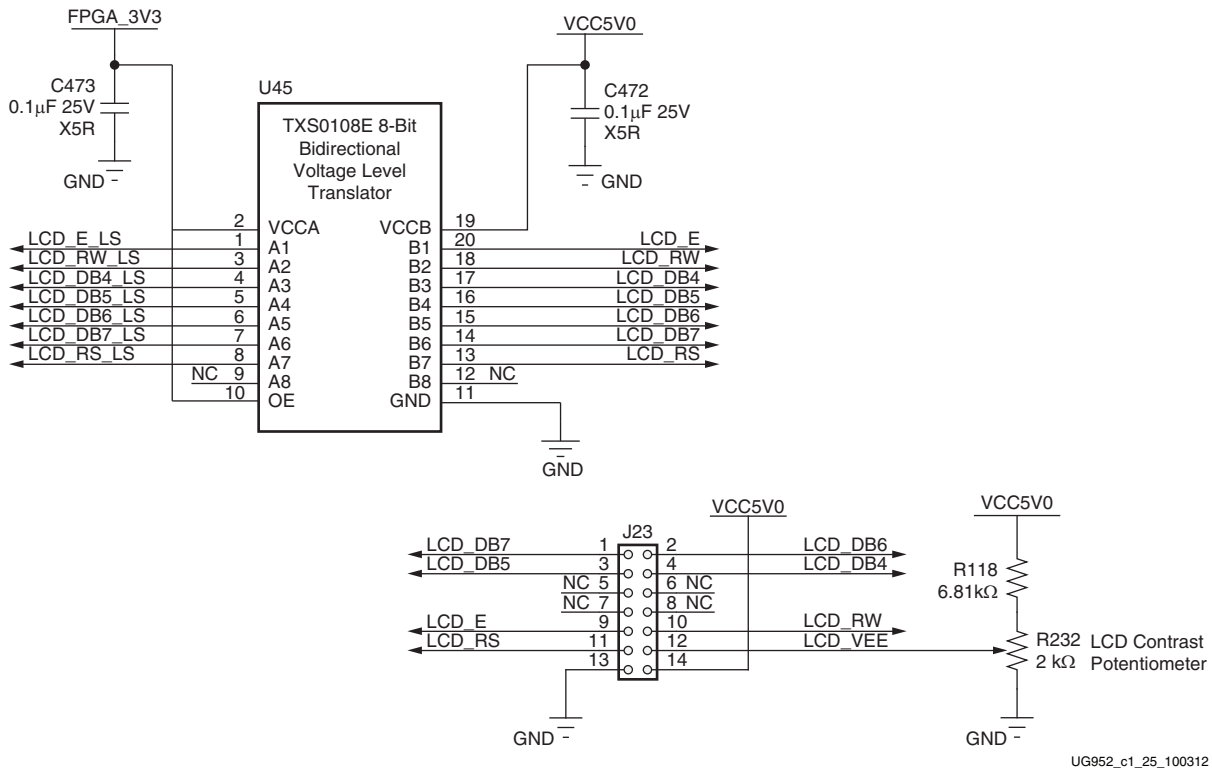 FPGA_3V3
VCC5V0
C473
0.1μF 25V
X5R
GND
U45
TXS0108E 8-Bit
Bidirectional
Voltage Level
Translator
C472
0.1μF 25V
X5R
GND
2 VCCA VCCB 19
LCD_E_LS 1 A1 B1 20 LCD_E
LCD_RW_LS 3 A2 B2 18 LCD_RW
LCD_DB4_LS 4 A3 B3 17 LCD_DB4
LCD_DB5_LS 5 A4 B4 16 LCD_DB5
LCD_DB6_LS 6 A5 B5 15 LCD_DB6
LCD_DB7_LS 7 A6 B6 14 LCD_DB7
LCD_RS_LS 8 A7 B7 13 LCD_RS
NC 9 A8 B8 12 NC
10 OE GND 11
GND
VCC5V0
VCC5V0
J23
LCD_DB7 1 2 LCD_DB6
LCD_DB5 3 4 LCD_DB4
NC 5 6 NC
NC 7 8 NC
LCD_E 9 10 LCD_RW
LCD_RS 11 12 LCD_VEE
13 14
R118
6.81kΩ
R232 LCD Contrast
2 kΩ Potentiometer
GND
GND
UG952_c1_25_100312